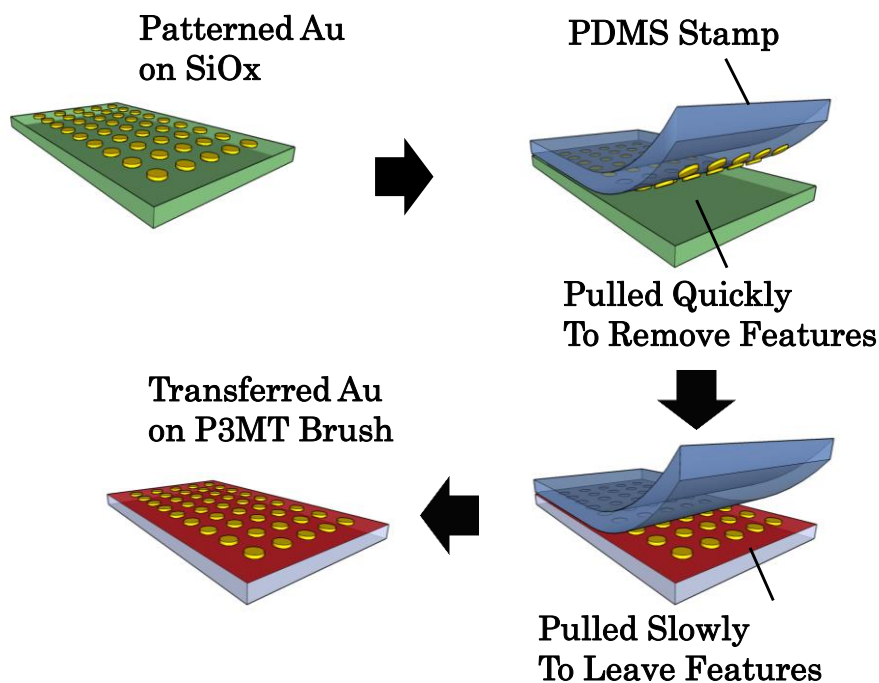 Patterned Au
on SiOx
PDMS Stamp
Pulled Quickly
To Remove Features
Transferred Au
on P3MT Brush
Pulled Slowly
To Leave Features